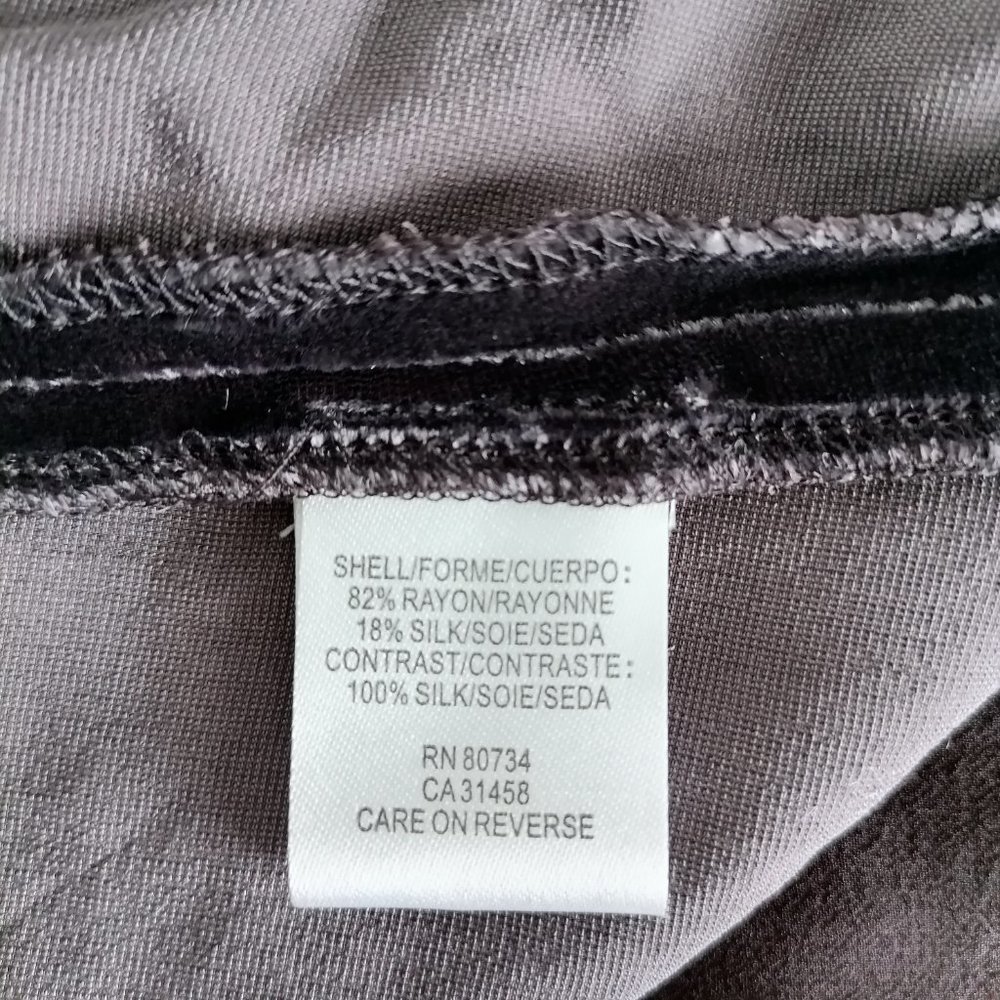 SHELL/FORME/CUERPO:
82% RAYON/RAYONNE
18% SILK/SOIE/SEDA
CONTRAST/CONTRASTE:
100% SILK/SOIE/SEDA
RN 80734
CA 31458
CARE ON REVERSE